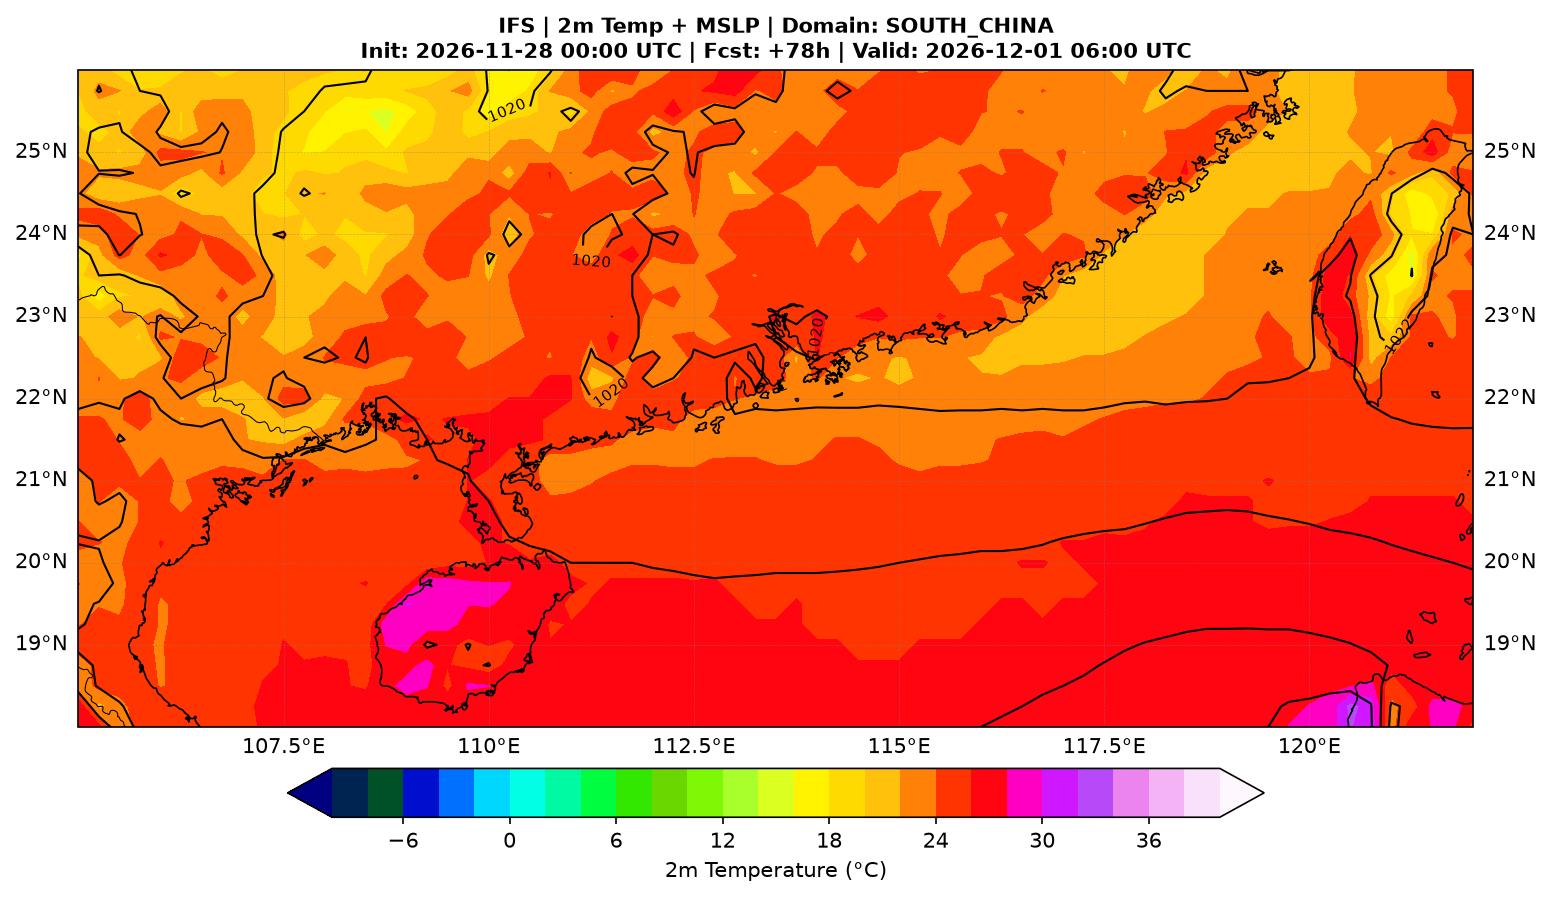 IFS | 2m Temp + MSLP | Domain: SOUTH_CHINA
Init: 2026-11-28 00:00 UTC | Fcst: +78h | Valid: 2026-12-01 06:00 UTC
1020
25°N 25°N
24°N 24°N
1020
23°N 23°N
1020
1022
1020
22°N 22°N
21°N 21°N
20°N 20°N
19°N 19°N
107.5°E 110°E 112.5°E 115°E 117.5°E 120°E
−6 0 6 12 18 24 30 36
2m Temperature (°C)